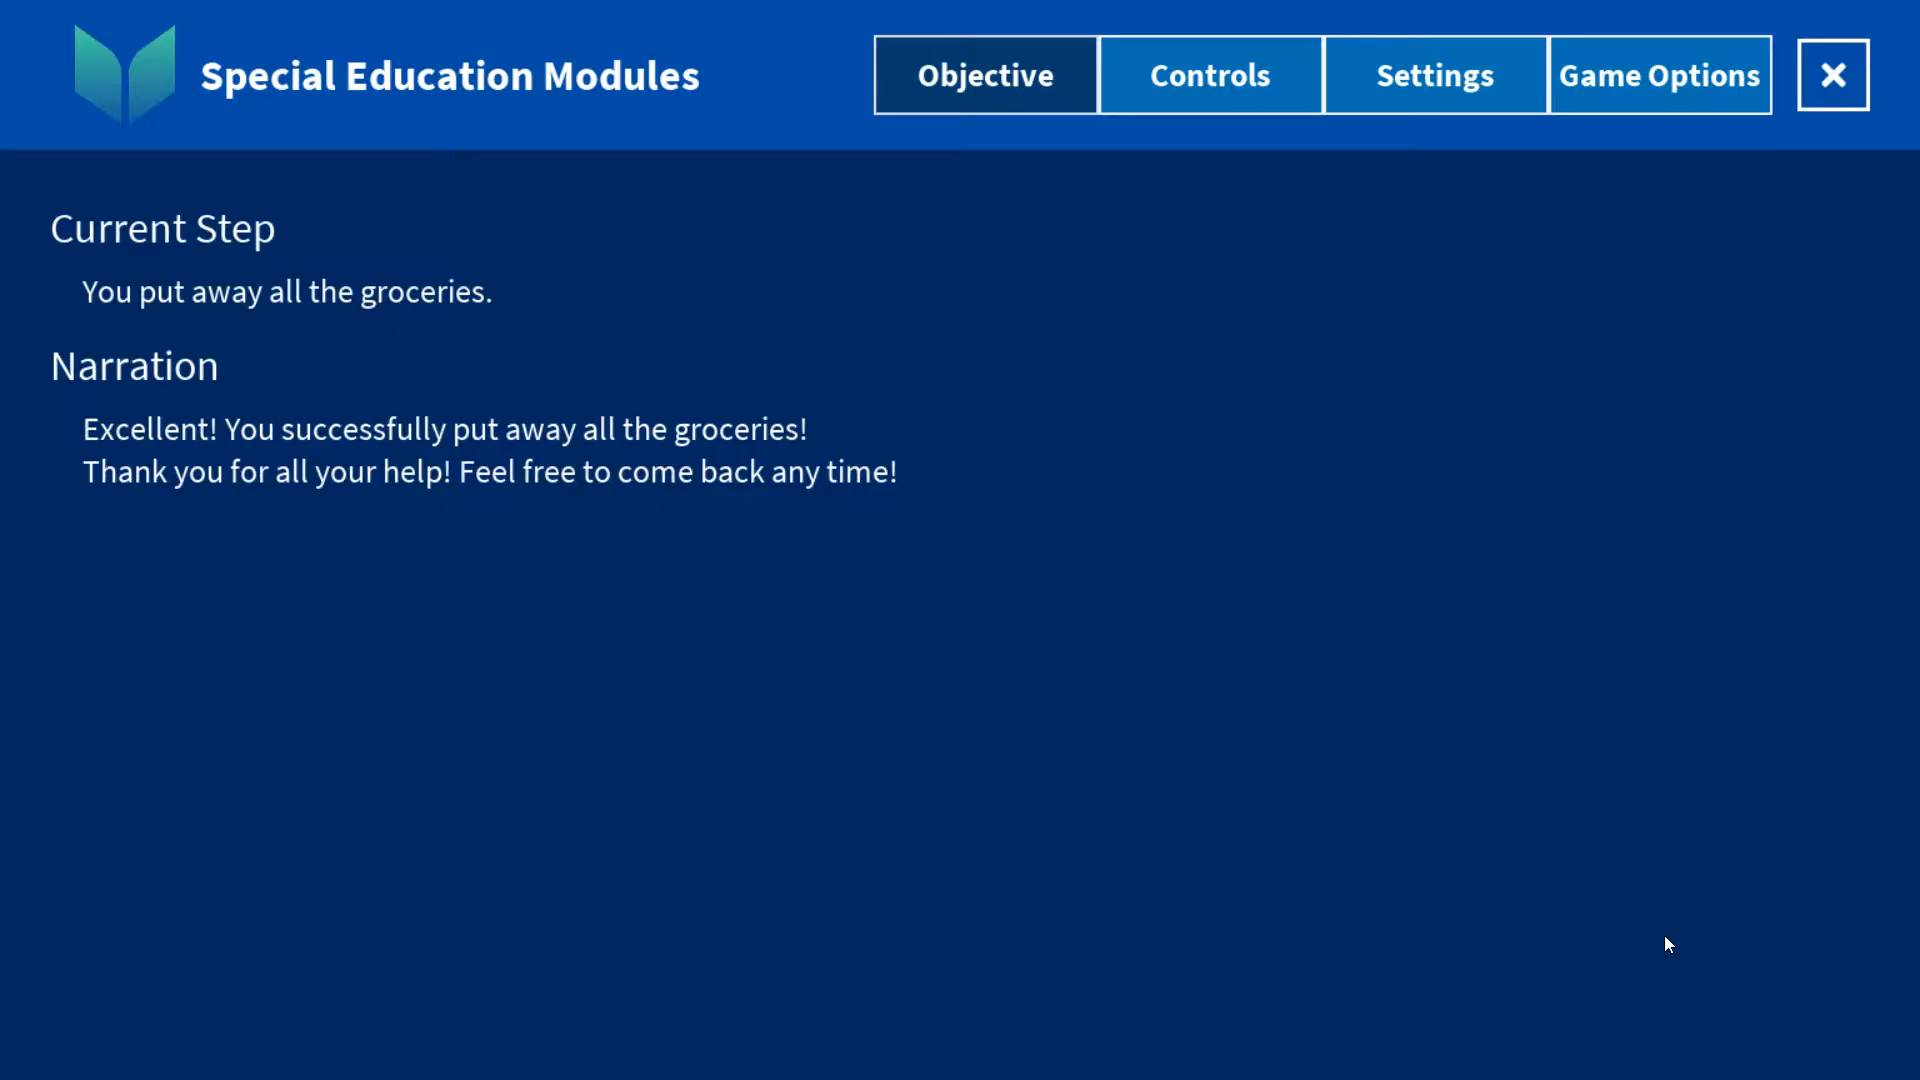 Special Education Modules
Objective
Controls
Settings
Game Options
Current Step
You put away all the groceries.
Narration
Excellent! You successfully put away all the groceries!
Thank you for all your help! Feel free to come back any time!